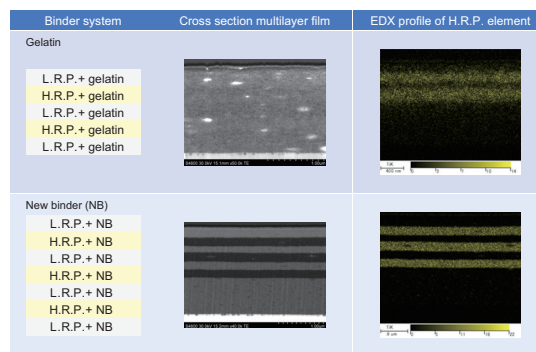 Binder system
Cross section multilayer film
EDX profile of H.R.P. element
Gelatin
L.R.P.+ gelatin
H.R.P.+ gelatin
L.R.P.+ gelatin
H.R.P.+ gelatin
L.R.P.+ gelatin
New binder (NB)
L.R.P.+ NB
H.R.P.+ NB
L.R.P.+ NB
H.R.P.+ NB
L.R.P.+ NB
H.R.P.+ NB
L.R.P.+ NB